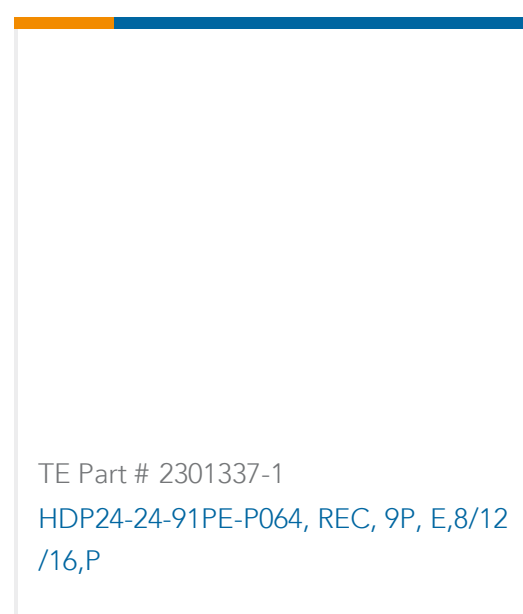 TE Part # 2301337-1
HDP24-24-91PE-P064, REC, 9P, E,8/12
/16,P